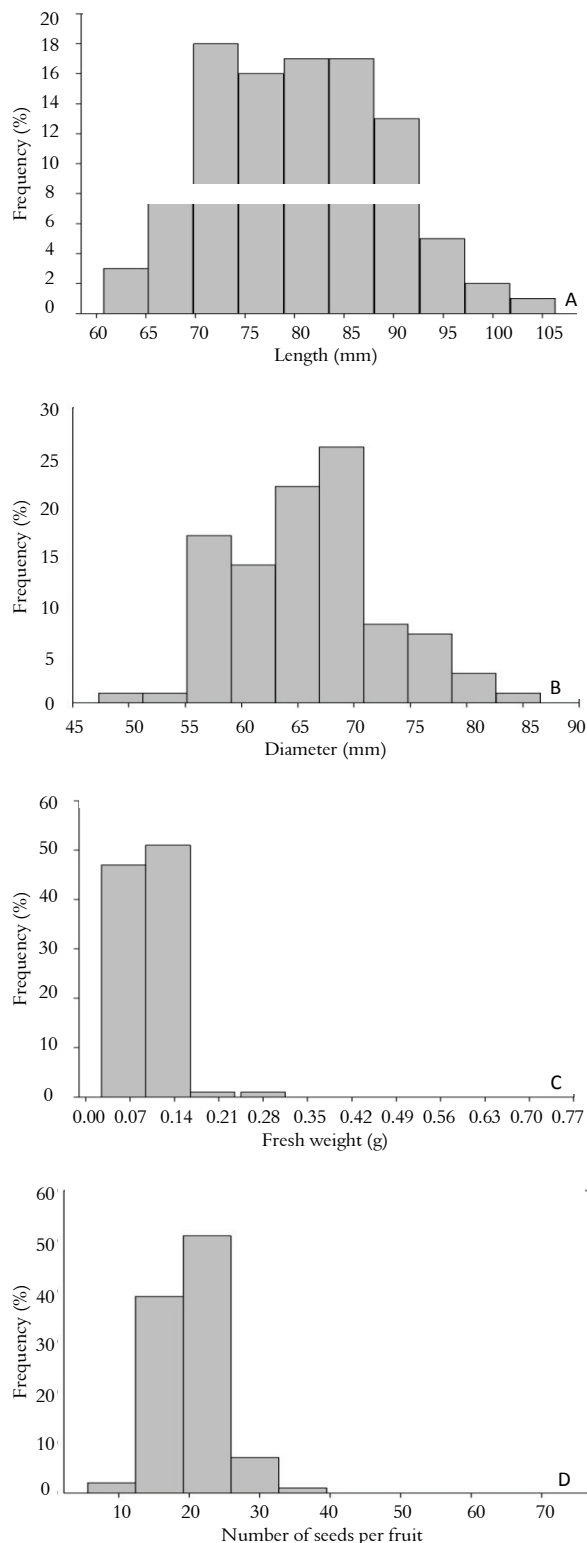 20
18
16
14
12
10
8
6
4
2
0
Frequency (%)
A
60 65 70 75 80 85 90 95 100 105
Length (mm)
30
25
20
15
10
5
0
Frequency (%)
B
45 50 55 60 65 70 75 80 85 90
Diameter (mm)
60
50
40
30
20
10
0
Frequency (%)
C
0.00 0.07 0.14 0.21 0.28 0.35 0.42 0.49 0.56 0.63 0.70 0.77
Fresh weight (g)
60
50
40
30
20
10
0
Frequency (%)
D
10 20 30 40 50 60 70
Number of seeds per fruit